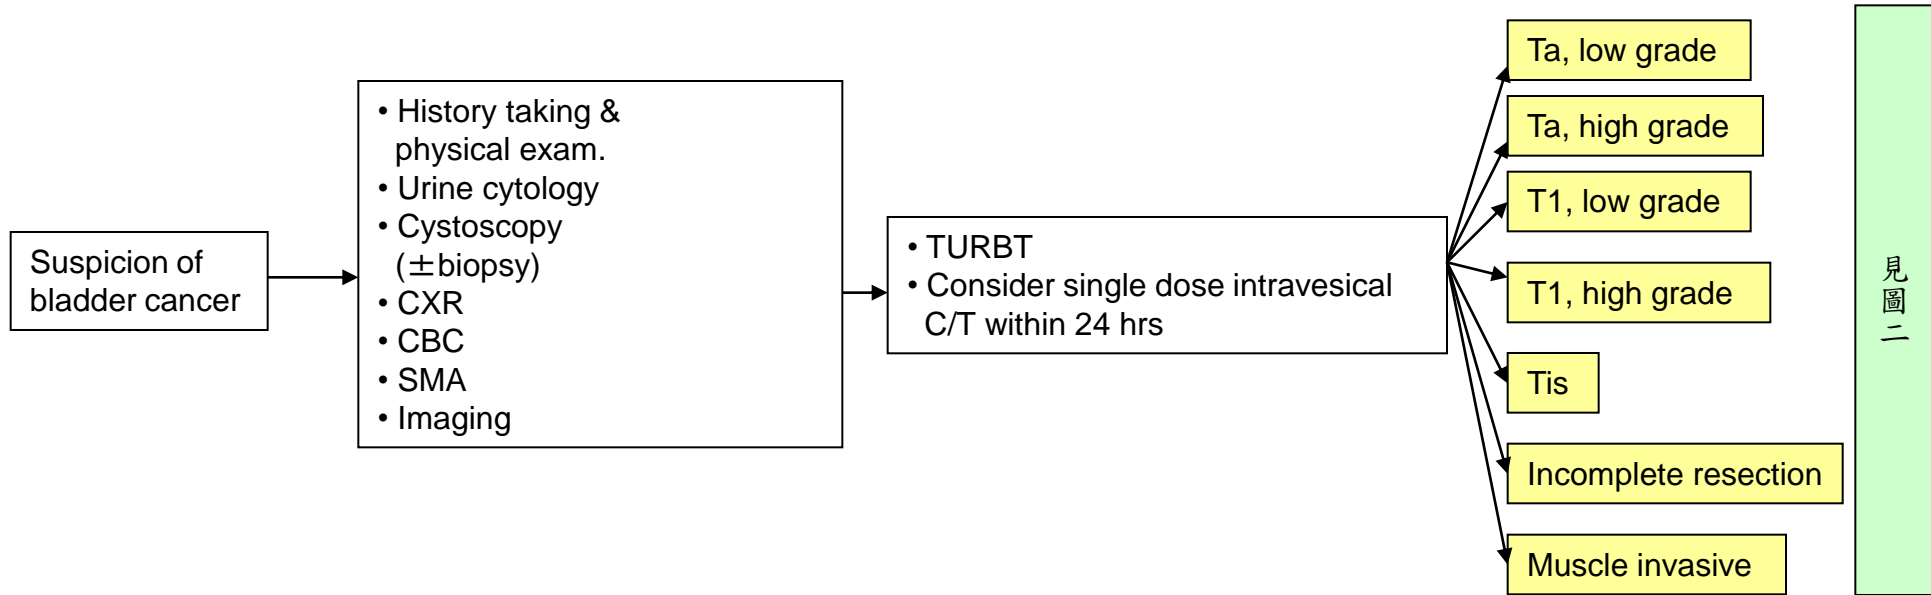 Suspicion of
bladder cancer
• History taking &
physical exam.
• Urine cytology
• Cystoscopy
(±biopsy)
• CXR
• CBC
• SMA
• Imaging
• TURBT
• Consider single dose intravesical
C/T within 24 hrs
Ta, low grade
Ta, high grade
T1, low grade
T1, high grade
Tis
Incomplete resection
Muscle invasive
見圖二